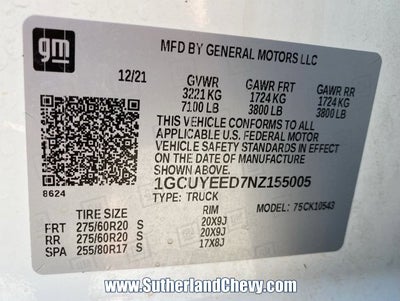 gm
MFD BY GENERAL MOTORS LLC
12/21 GVWR GAWR FRT GAWR RR
3221 KG 1724 KG 1724 KG
7100 LB 3800 LB 3800 LB
THIS VEHICLE CONFORMS TO ALL
APPLICABLE U.S. FEDERAL MOTOR
VEHICLE SAFETY STANDARDS IN
EFFECT ON THE DATE OF MANUFACTURE
SHOWN ABOVE.
8624 1GCUYEED7NZ155005
TYPE: TRUCK MODEL: 75CK10543
TIRE SIZE RIM
FRT 275/60R20 S 20X9J
RR 275/60R20 S 20X9J
SPA 255/80R17 S 17X8J
www.SutherlandChevy.com